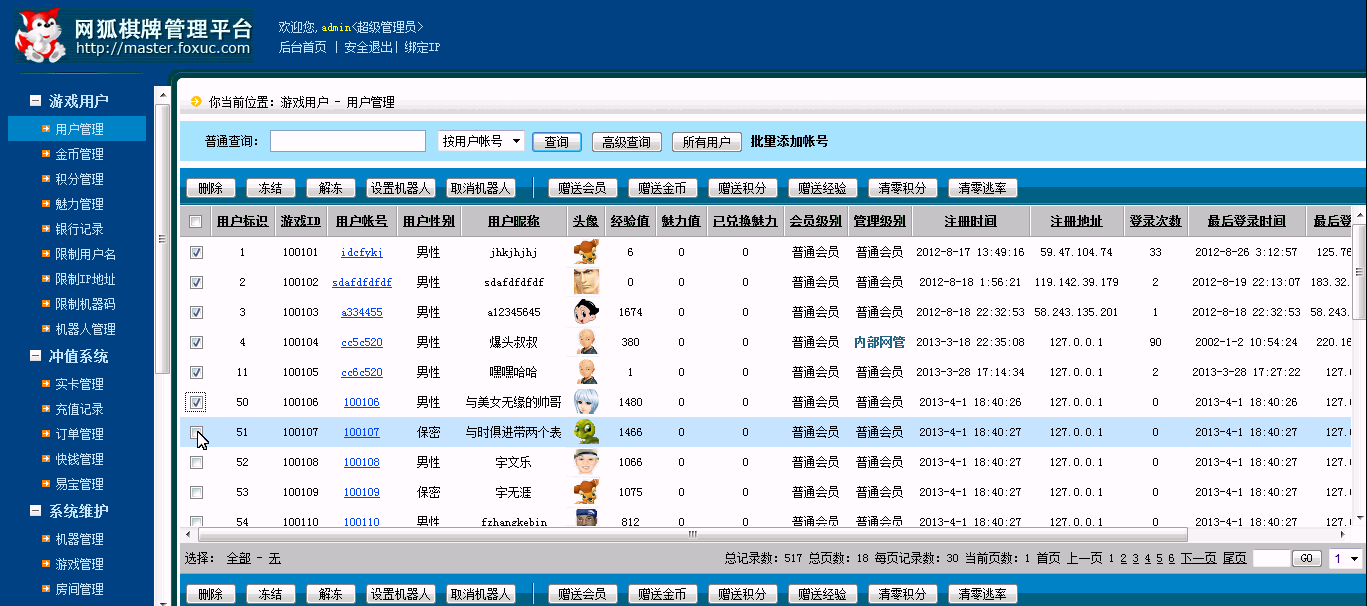 网狐棋牌管理平台
http://master.foxuc.com
欢迎您,admin<超级管理员>
后台首页 | 安全退出| 绑定IP
游戏用户
用户管理
金币管理
积分管理
魅力管理
银行记录
限制用户名
限制IP地址
限制机器码
机器人管理
冲值系统
实卡管理
充值记录
订单管理
快钱管理
易宝管理
系统维护
机器管理
游戏管理
房间管理
你当前位置: 游戏用户 - 用户管理
普通查询: 按用户帐号 查询 高级查询 所有用户 批量添加帐号
删除 冻结 解冻 设置机器人 取消机器人 赠送会员 赠送金币 赠送积分 赠送经验 清零积分 清零逃率
用户标识 游戏ID 用户帐号 用户性别 用户昵称 头像 经验值 魅力值 已兑换魅力 会员级别 管理级别 注册时间 注册地址 登录次数 最后登录时间 最后登
1 100101 idcfykj 男性 jhkjhjhj 6 0 0 普通会员 普通会员 2012-8-17 13:49:16 59.47.104.74 33 2012-8-26 3:12:57 125.76
2 100102 sdafdfdfdf 男性 sdafdfdfdf 0 0 0 普通会员 普通会员 2012-8-18 1:56:21 119.142.39.179 2 2012-8-19 22:13:07 183.32.
3 100103 a334455 男性 a12345645 1674 0 0 普通会员 普通会员 2012-8-18 22:32:53 58.243.135.201 1 2012-8-18 22:32:53 58.243.
4 100104 cc5c520 男性 爆头叔叔 380 0 0 普通会员 内部网管 2013-3-18 22:35:08 127.0.0.1 90 2002-1-2 10:54:24 220.16
11 100105 cc6c520 男性 嘿嘿哈哈 1 0 0 普通会员 普通会员 2013-3-28 17:14:34 127.0.0.1 2 2013-3-28 17:27:22 127.
50 100106 100106 男性 与美女无缘的帅哥 1480 0 0 普通会员 普通会员 2013-4-1 18:40:26 127.0.0.1 0 2013-4-1 18:40:26 127.
51 100107 100107 保密 与时俱进带两个表 1466 0 0 普通会员 普通会员 2013-4-1 18:40:27 127.0.0.1 0 2013-4-1 18:40:27 127.
52 100108 100108 男性 宇文乐 1066 0 0 普通会员 普通会员 2013-4-1 18:40:27 127.0.0.1 0 2013-4-1 18:40:27 127.
53 100109 100109 保密 宇无涯 1075 0 0 普通会员 普通会员 2013-4-1 18:40:27 127.0.0.1 0 2013-4-1 18:40:27 127.
54 100110 100110 男性 fzhangkebin 812 0 0 普通会员 普通会员 2013-4-1 18:40:27 127.0.0.1 0 2013-4-1 18:40:27 127.
选择: 全部 - 无 总记录数: 517 总页数: 18 每页记录数: 30 当前页数: 1 首页 上一页 1 2 3 4 5 6 下一页 尾页 GO 1
删除 冻结 解冻 设置机器人 取消机器人 赠送会员 赠送金币 赠送积分 赠送经验 清零积分 清零逃率